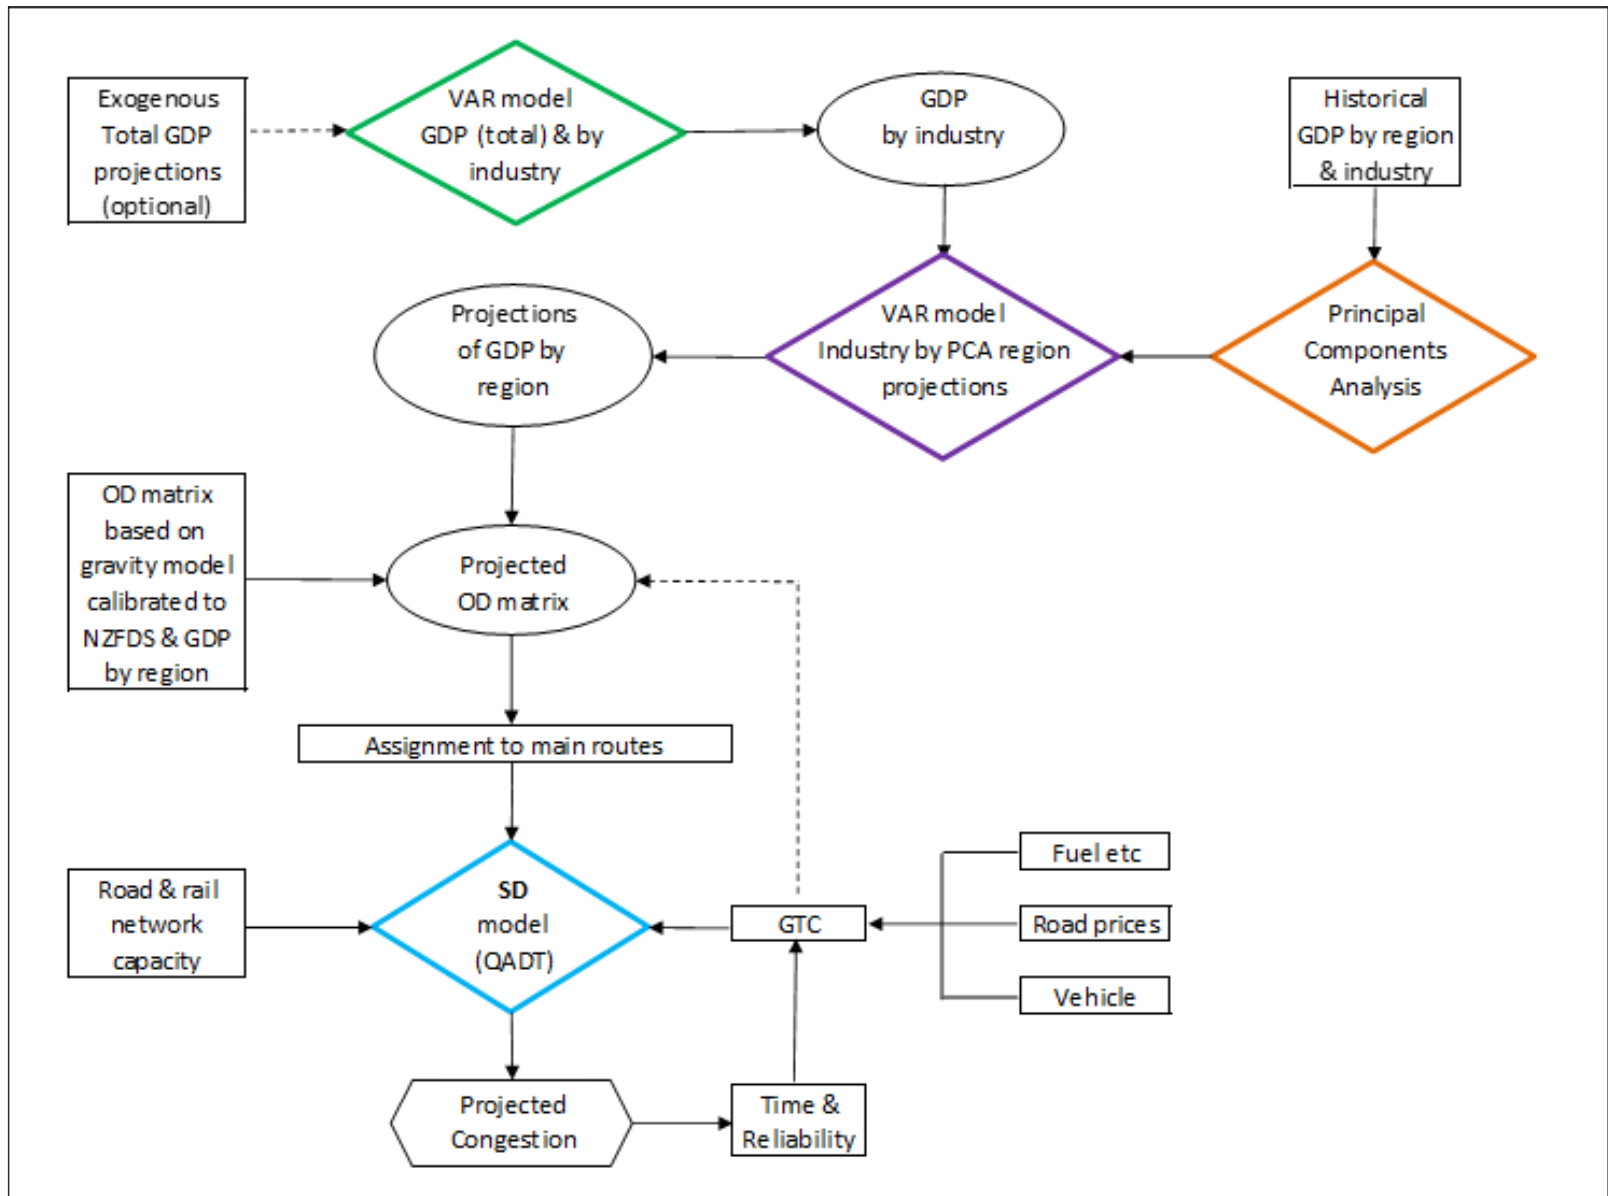 Exogenous
Total GDP
projections
(optional)
VAR model
GDP (total) & by
industry
GDP
by industry
Historical
GDP by region
& industry
Projections
of GDP by
region
VAR model
Industry by PCA region
projections
Principal
Components
Analysis
OD matrix
based on
gravity model
calibrated to
NZFDS & GDP
by region
Projected
OD matrix
Assignment to main routes
Road & rail
network
capacity
SD
model
(QADT)
GTC
Fuel etc
Road prices
Vehicle
Projected
Congestion
Time &
Reliability